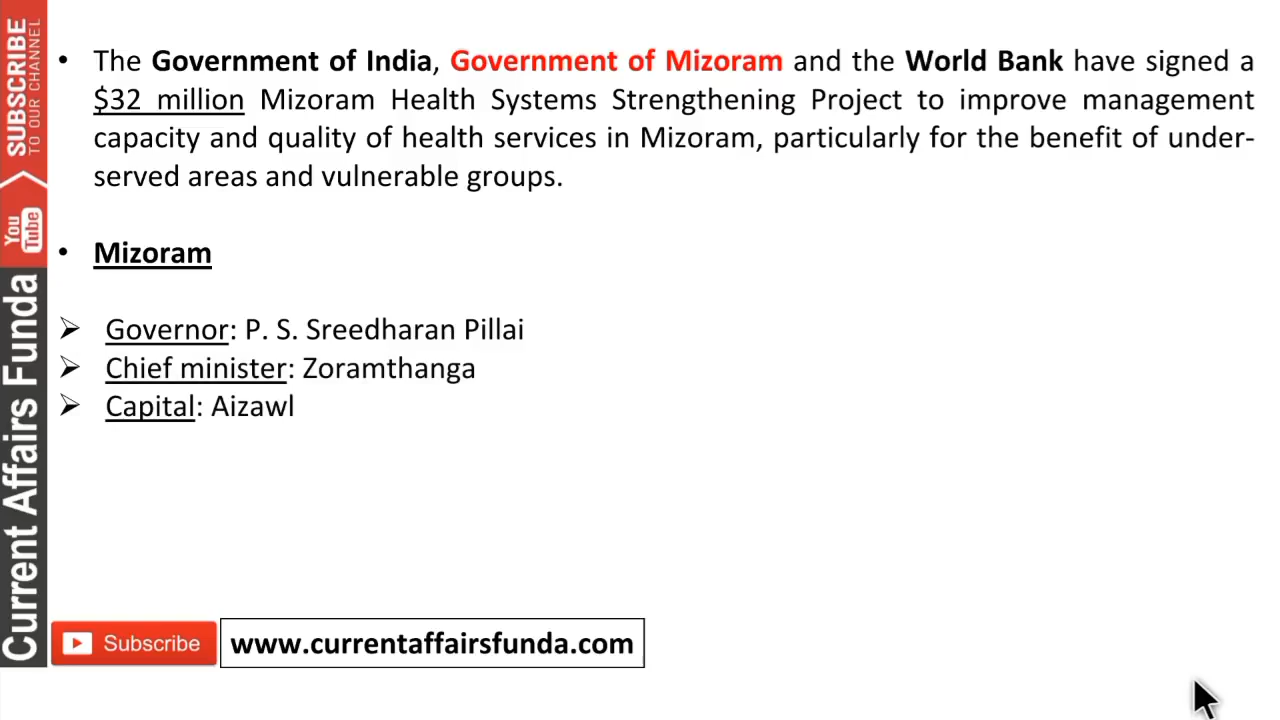 • The Government of India, Government of Mizoram and the World Bank have signed a
$32 million Mizoram Health Systems Strengthening Project to improve management
capacity and quality of health services in Mizoram, particularly for the benefit of under-
served areas and vulnerable groups.
• Mizoram
➢ Governor: P. S. Sreedharan Pillai
➢ Chief minister: Zoramthanga
➢ Capital: Aizawl
SUBSCRIBE
TO OUR CHANNEL
You
Tube
Current Affairs Funda
Subscribe
www.currentaffairsfunda.com